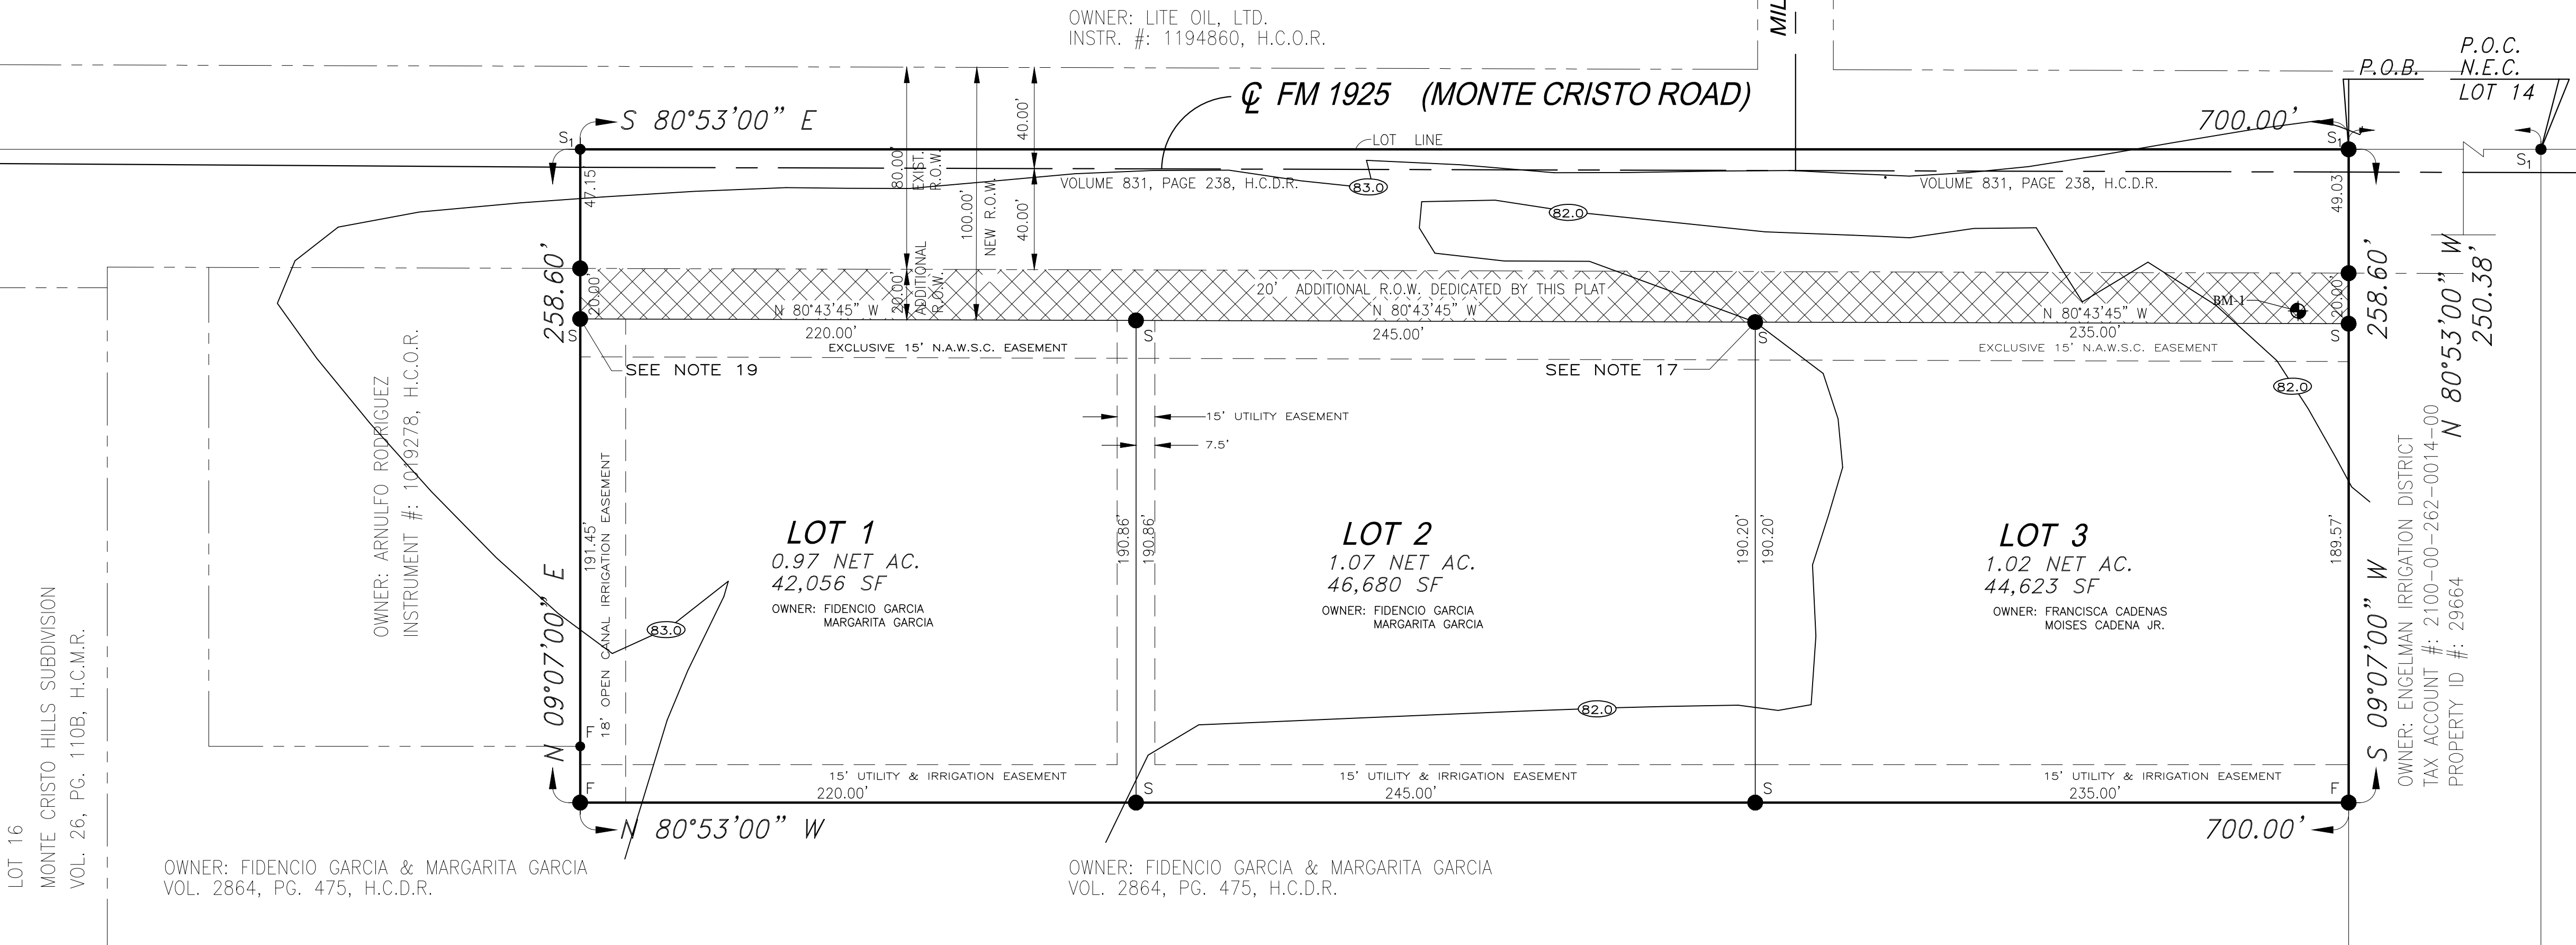 OWNER: LITE OIL, LTD.
INSTR. #: 1194860, H.C.O.R.
MIL
P.O.C.
P.O.B.
N.E.C.
LOT 14
℄ FM 1925 (MONTE CRISTO ROAD)
S 80°53'00" E
700.00'
S1
LOT LINE
S1
S1
47.15'
80.00'
EXIST.
R.O.W.
40.00'
VOLUME 831, PAGE 238, H.C.D.R.
83.0
VOLUME 831, PAGE 238, H.C.D.R.
49.03
82.0
100.00'
NEW R.O.W.
40.00'
258.60'
20.00'
20.00'
ADDITIONAL
R.O.W.
20' ADDITIONAL R.O.W. DEDICATED BY THIS PLAT
BM-1
20.00'
258.60'
N 80°53'00" W
250.38'
N 80°43'45" W
N 80°43'45" W
N 80°43'45" W
S
220.00'
S
245.00'
S
235.00'
S
EXCLUSIVE 15' N.A.W.S.C. EASEMENT
EXCLUSIVE 15' N.A.W.S.C. EASEMENT
SEE NOTE 19
SEE NOTE 17
82.0
15' UTILITY EASEMENT
7.5'
OWNER: ARNULFO RODRIGUEZ
INSTRUMENT #: 1019278, H.C.O.R.
N 09°07'00" E
191.45'
18' OPEN CANAL IRRIGATION EASEMENT
LOT 1
0.97 NET AC.
42,056 SF
OWNER: FIDENCIO GARCIA
MARGARITA GARCIA
83.0
190.86'
190.86'
LOT 2
1.07 NET AC.
46,680 SF
OWNER: FIDENCIO GARCIA
MARGARITA GARCIA
190.20'
190.20'
LOT 3
1.02 NET AC.
44,623 SF
OWNER: FRANCISCA CADENAS
MOISES CADENA JR.
189.57'
S 09°07'00" W
OWNER: ENGELMAN IRRIGATION DISTRICT
TAX ACCOUNT #: 2100-00-262-0014-00
PROPERTY ID #: 29664
82.0
F
15' UTILITY & IRRIGATION EASEMENT
15' UTILITY & IRRIGATION EASEMENT
15' UTILITY & IRRIGATION EASEMENT
F
220.00'
S
245.00'
S
235.00'
F
N 80°53'00" W
700.00'
LOT 16
MONTE CRISTO HILLS SUBDIVISION
VOL. 26, PG. 110B, H.C.M.R.
OWNER: FIDENCIO GARCIA & MARGARITA GARCIA
VOL. 2864, PG. 475, H.C.D.R.
OWNER: FIDENCIO GARCIA & MARGARITA GARCIA
VOL. 2864, PG. 475, H.C.D.R.